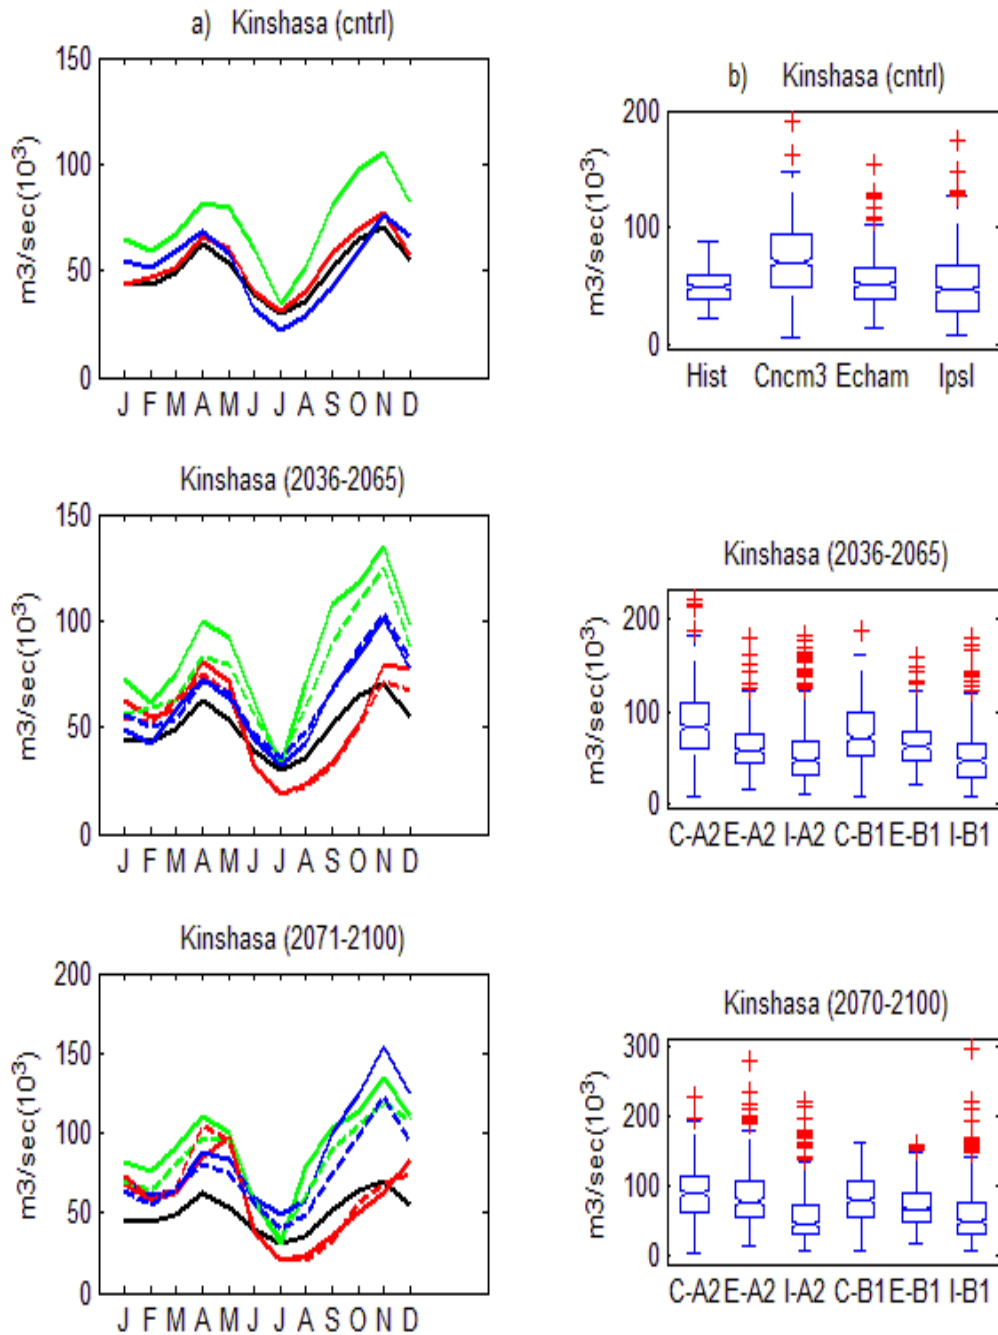 a) Kinshasa (cntrl)
150
100
50
0
m3/sec(10³)
J F M A M J J A S O N D
b) Kinshasa (cntrl)
200
100
0
m3/sec(10³)
Hist Cncm3 Echam Ipsl
Kinshasa (2036-2065)
150
100
50
0
m3/sec(10³)
J F M A M J J A S O N D
Kinshasa (2036-2065)
200
100
0
m3/sec(10³)
C-A2 E-A2 I-A2 C-B1 E-B1 I-B1
Kinshasa (2071-2100)
200
150
100
50
0
m3/sec(10³)
J F M A M J J A S O N D
Kinshasa (2070-2100)
300
200
100
0
m3/sec(10³)
C-A2 E-A2 I-A2 C-B1 E-B1 I-B1